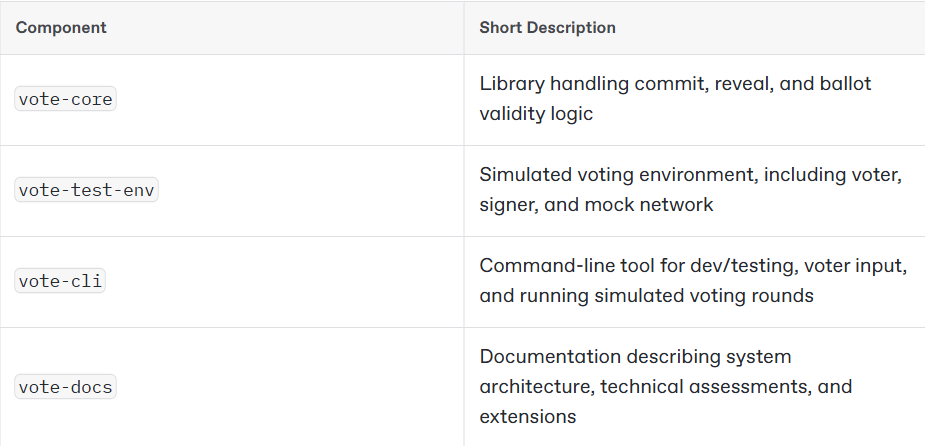 Component
Short Description
vote-core
Library handling commit, reveal, and ballot
validity logic
vote-test-env
Simulated voting environment, including voter,
signer, and mock network
vote-cli
Command-line tool for dev/testing, voter input,
and running simulated voting rounds
vote-docs
Documentation describing system
architecture, technical assessments, and
extensions